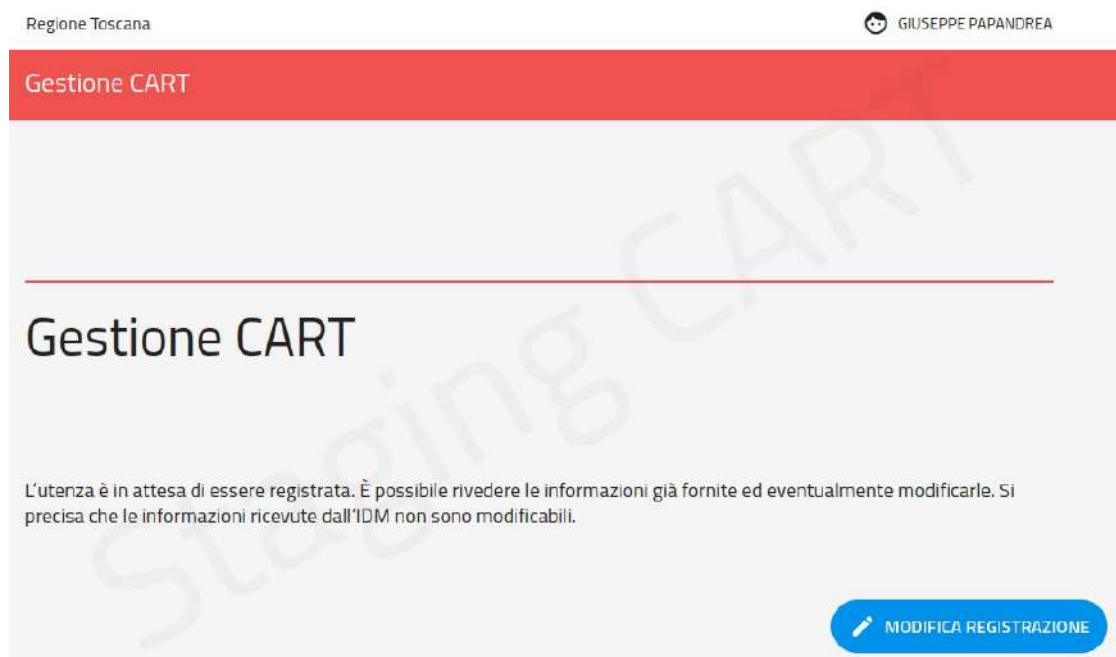 Regione Toscana
GIUSEPPE PAPANDREA
Gestione CART
Gestione CART
L'utenza è in attesa di essere registrata. È possibile rivedere le informazioni già fornite ed eventualmente modificarle. Si
precisa che le informazioni ricevute dall'IDM non sono modificabili.
MODIFICA REGISTRAZIONE
Staging CART